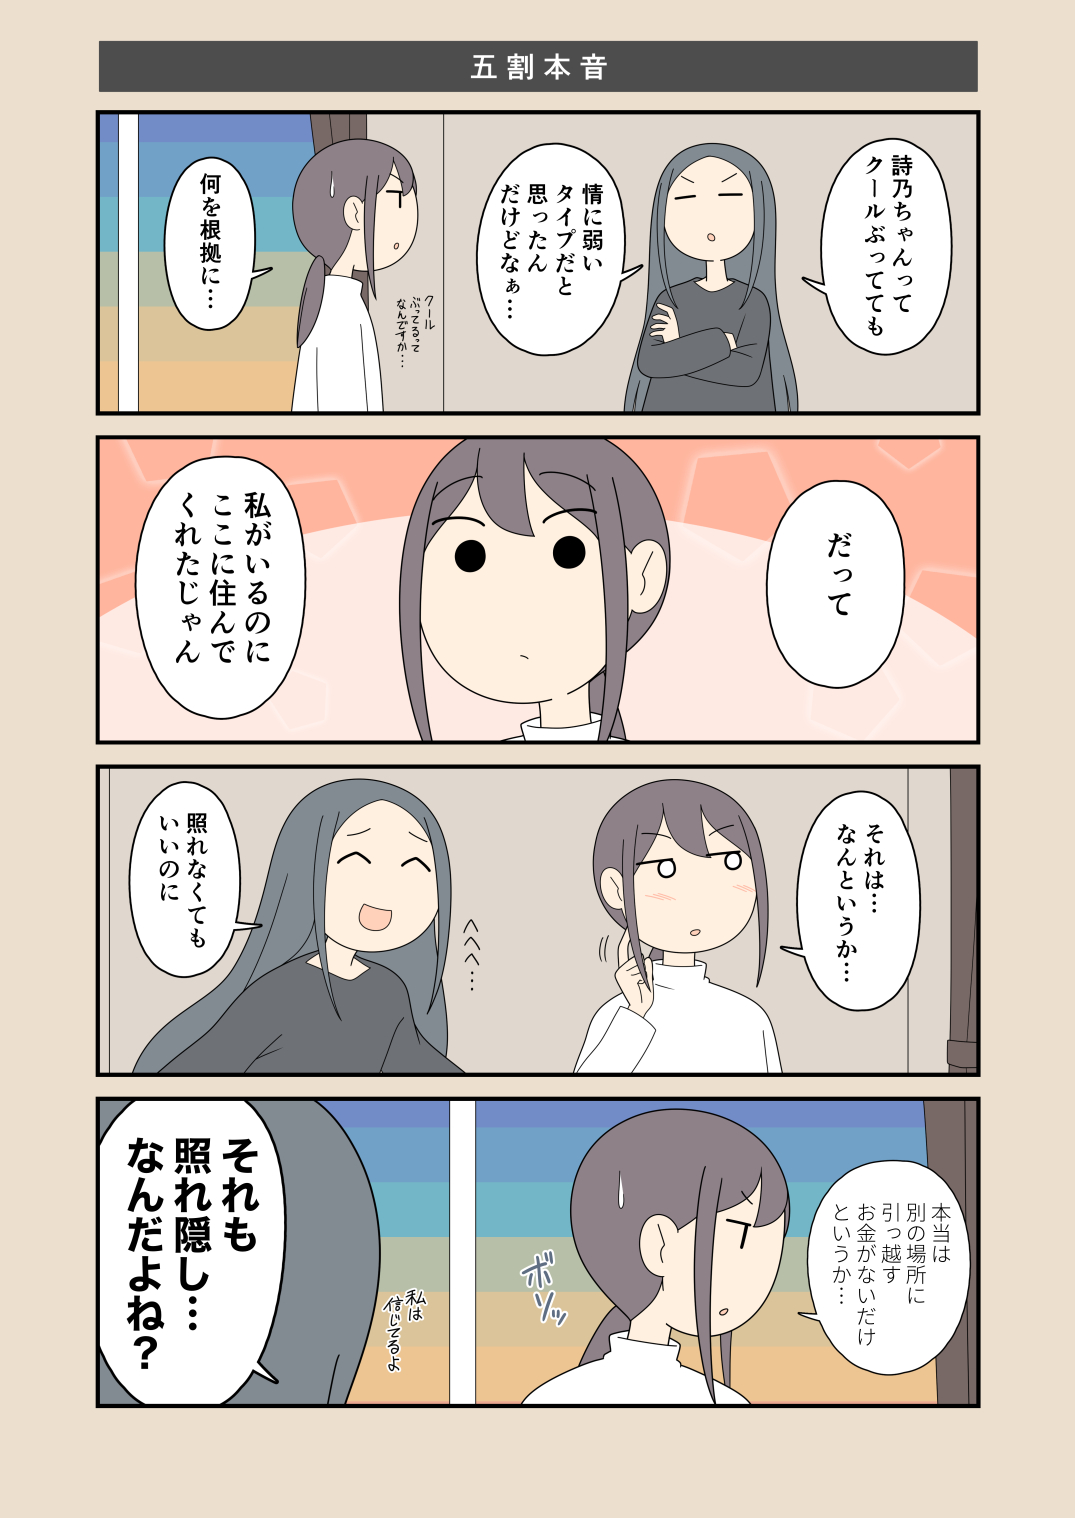 五割本音
詩乃ちゃんって
クールぶってても
情に弱い
タイプだと
思ったん
だけどなぁ…
クール
ぶってるって
なんですか…
何を根拠に…
だって
私がいるのに
ここに住んで
くれたじゃん
それは…
なんというか…
へへへ…
照れなくても
いいのに
本当は
別の場所に
引っ越す
お金がないだけ
というか…
ボソッ
私は
信じてるよ
それも
照れ隠し…
なんだよね？